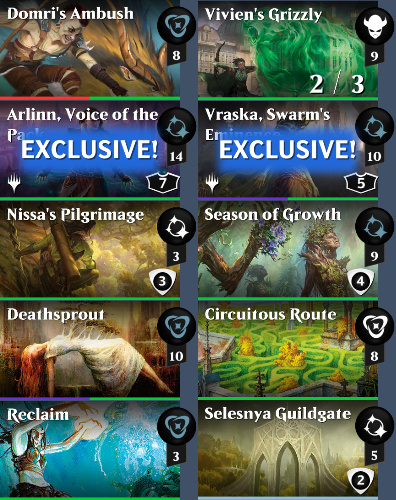 Domri's Ambush
8
Vivien's Grizzly
9
2 / 3
Arlinn, Voice of the
Pack
EXCLUSIVE!
14
7
Vraska, Swarm's
Eminence
EXCLUSIVE!
10
5
Nissa's Pilgrimage
3
3
Season of Growth
9
4
Deathsprout
10
Circuitous Route
8
Reclaim
3
Selesnya Guildgate
5
2